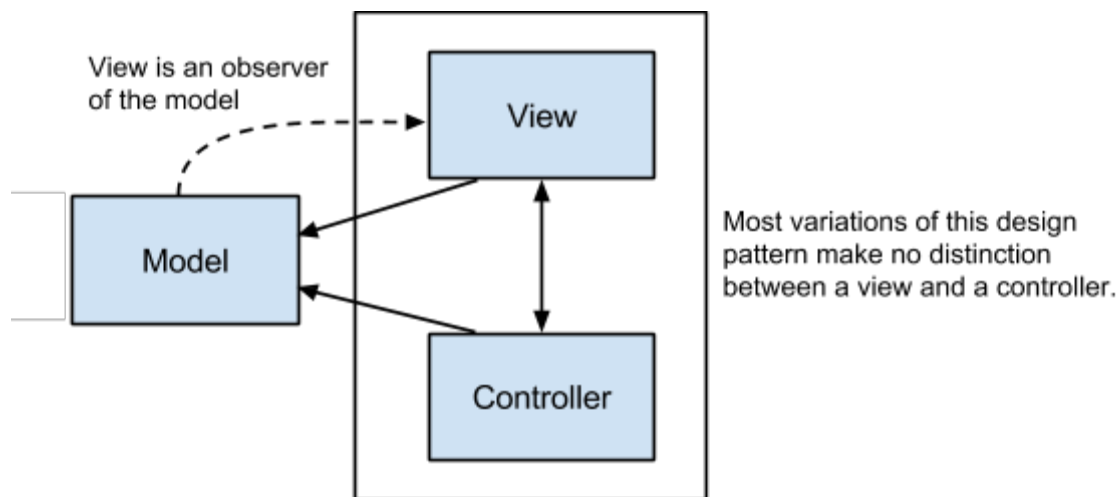 View is an observer
of the model
View
Model
Most variations of this design
pattern make no distinction
between a view and a controller.
Controller